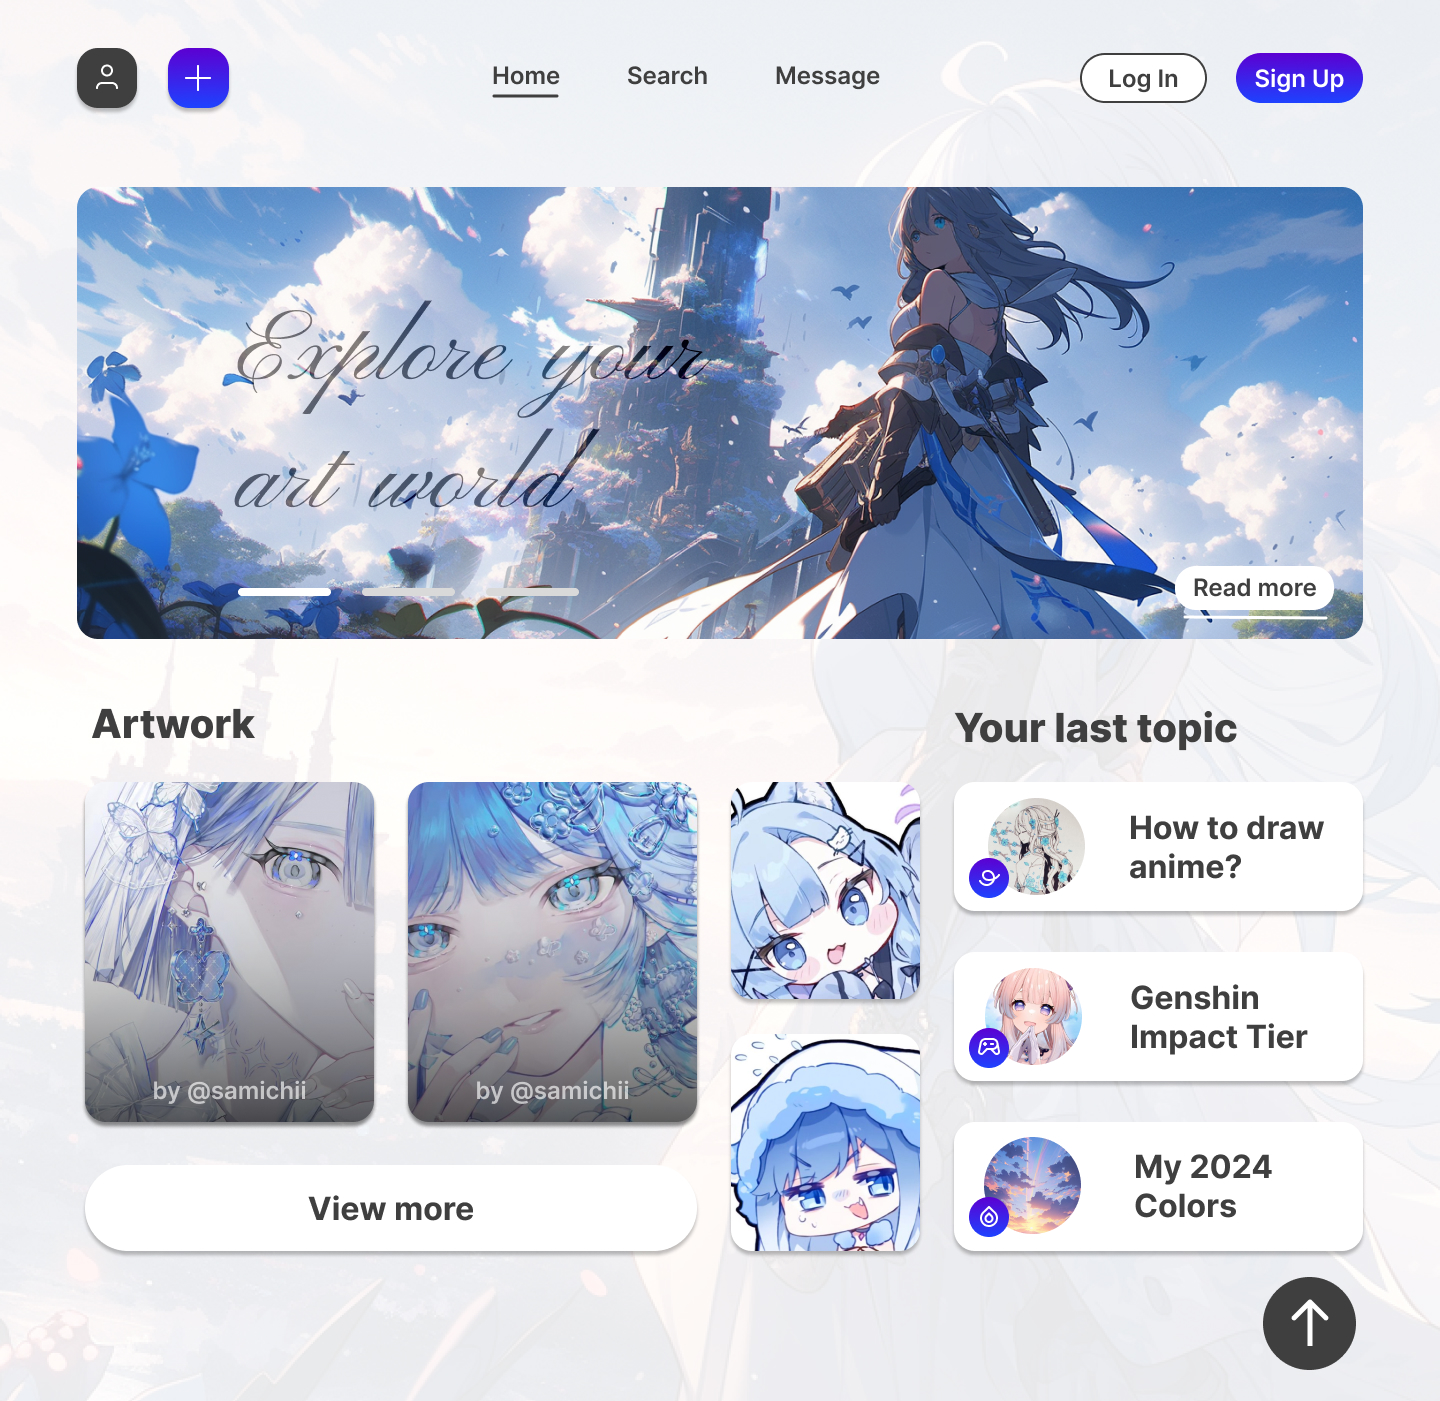 Home
Search
Message
Log In
Sign Up
Explore your
art world
Read more
Artwork
by @samichii
by @samichii
View more
Your last topic
How to draw
anime?
Genshin
Impact Tier
My 2024
Colors